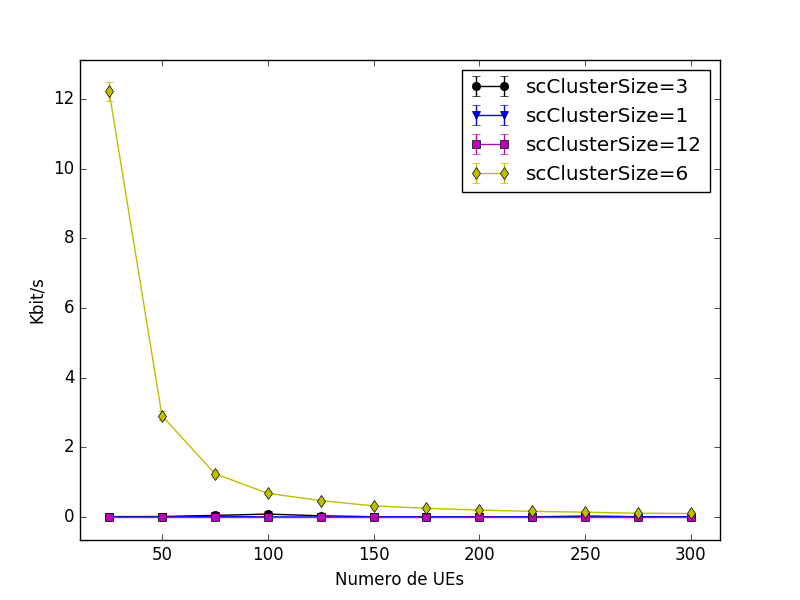 scClusterSize=3
scClusterSize=1
scClusterSize=12
scClusterSize=6
12
10
8
6
4
2
0
Kbit/s
50 100 150 200 250 300
Numero de UEs